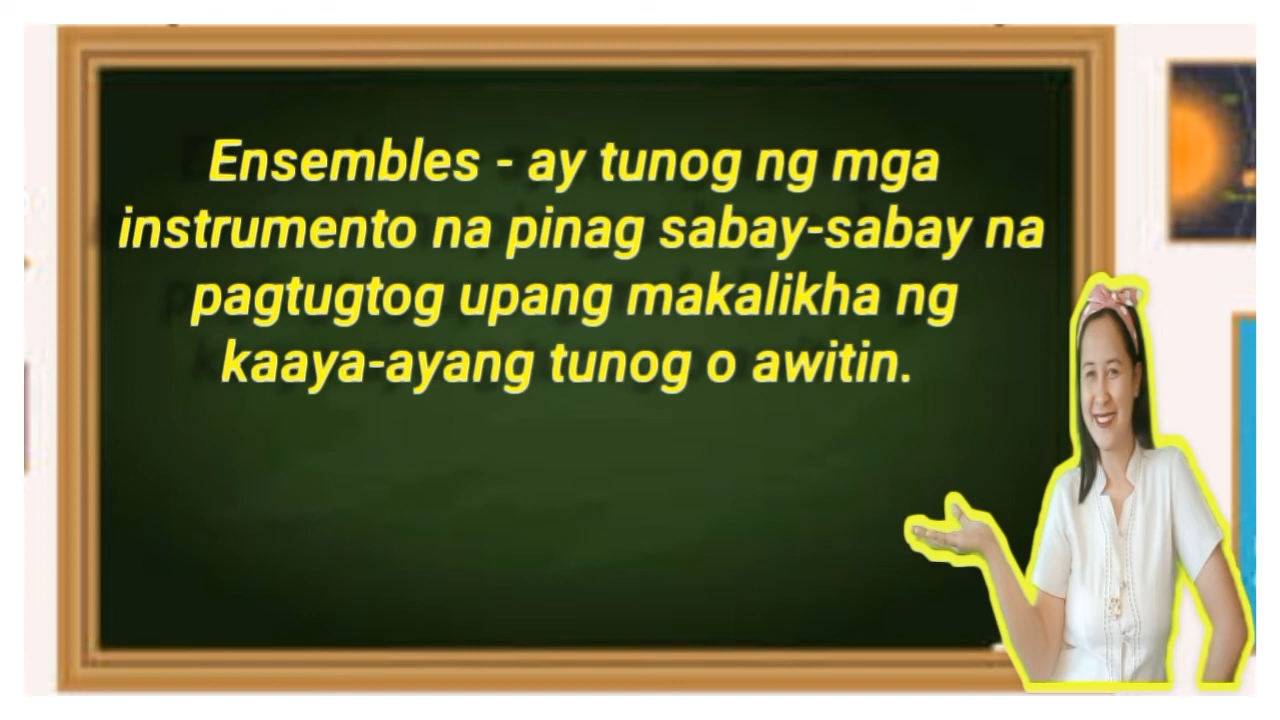 Ensembles - ay tunog ng mga
instrumento na pinag sabay-sabay na
pagtugtog upang makalikha ng
kaaya-ayang tunog o awitin.